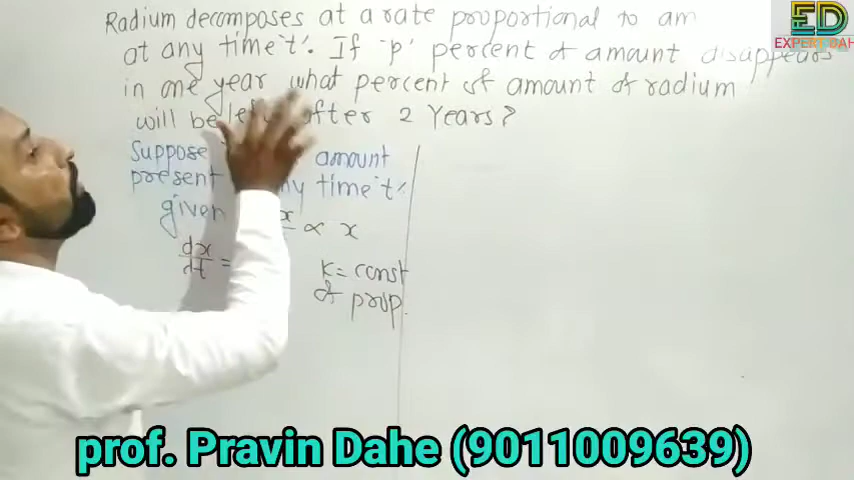 Radium decomposes at a rate proportional to am
at any time 't'. If 'p' percent of amount disappears
in one year what percent of amount of radium
will be after 2 Years?
Suppose amount
present any time 't'
given x ∝ x
dx/dt =
K = const
of prop.
ED
EXPERT DAH
prof. Pravin Dahe (9011009639)